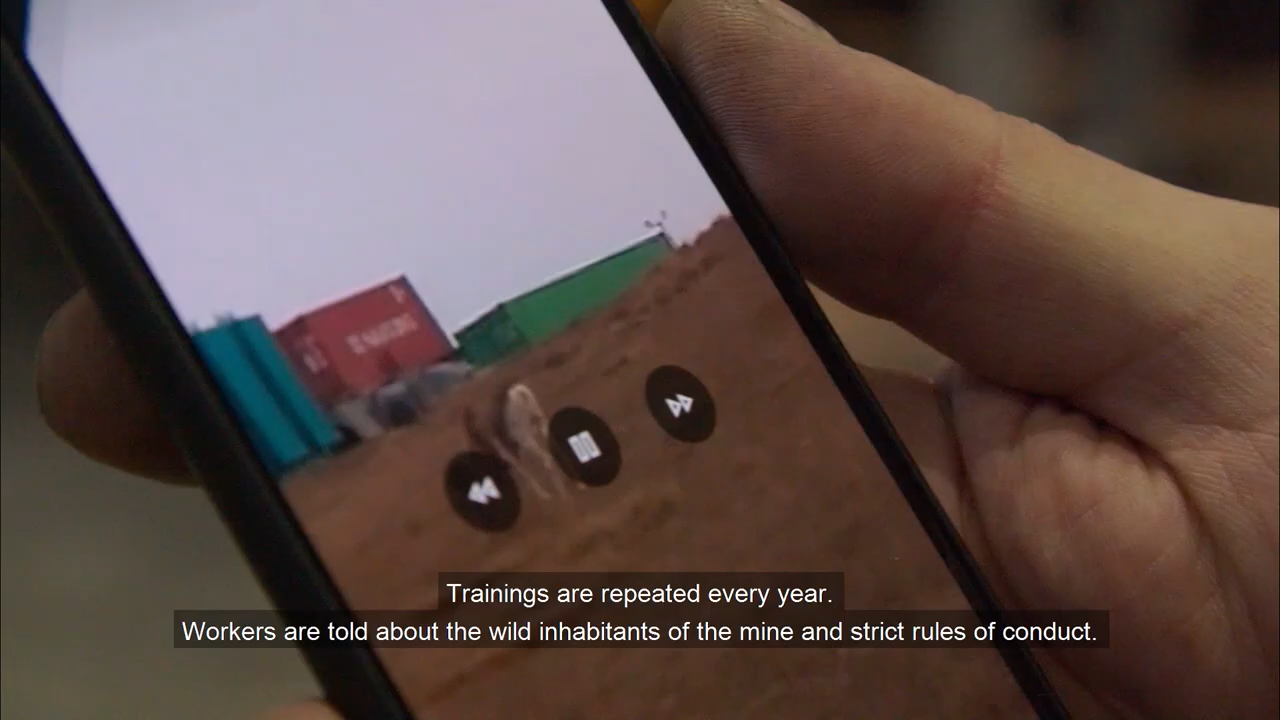 Trainings are repeated every year.
Workers are told about the wild inhabitants of the mine and strict rules of conduct.